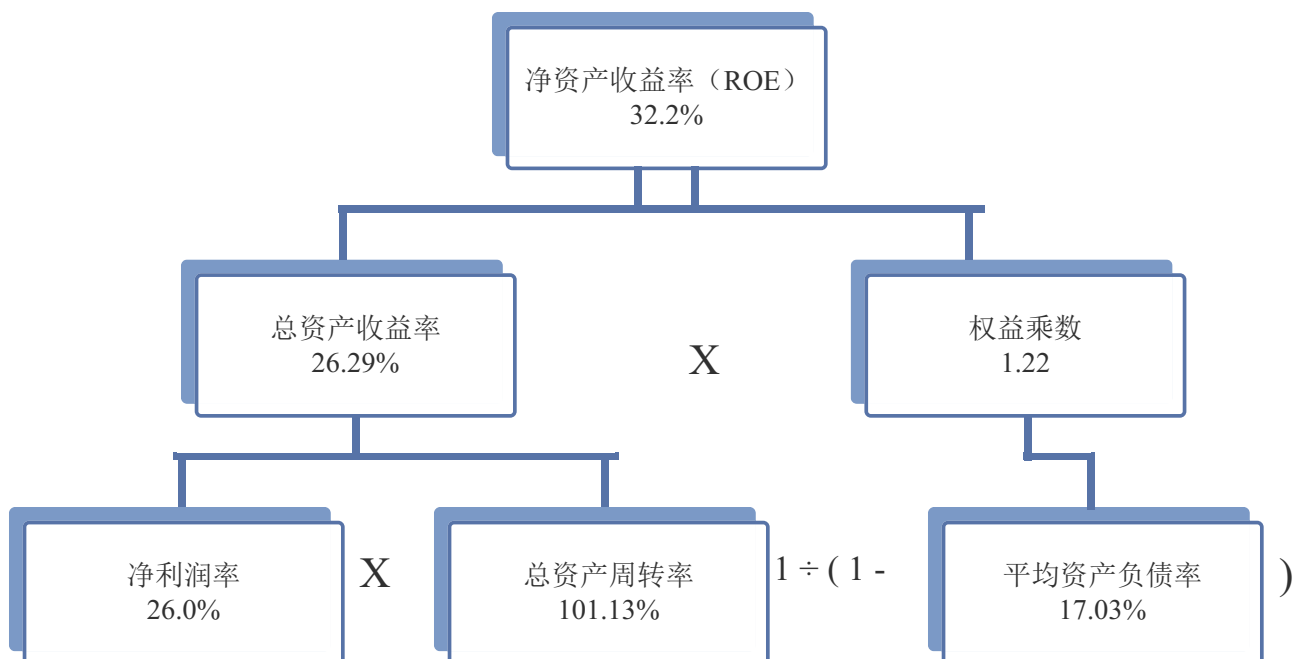 净资产收益率（ROE）
32.2%
总资产收益率
26.29%
X
权益乘数
1.22
净利润率
26.0%
X
总资产周转率
101.13%
1 ÷ ( 1 -
平均资产负债率
17.03%
)